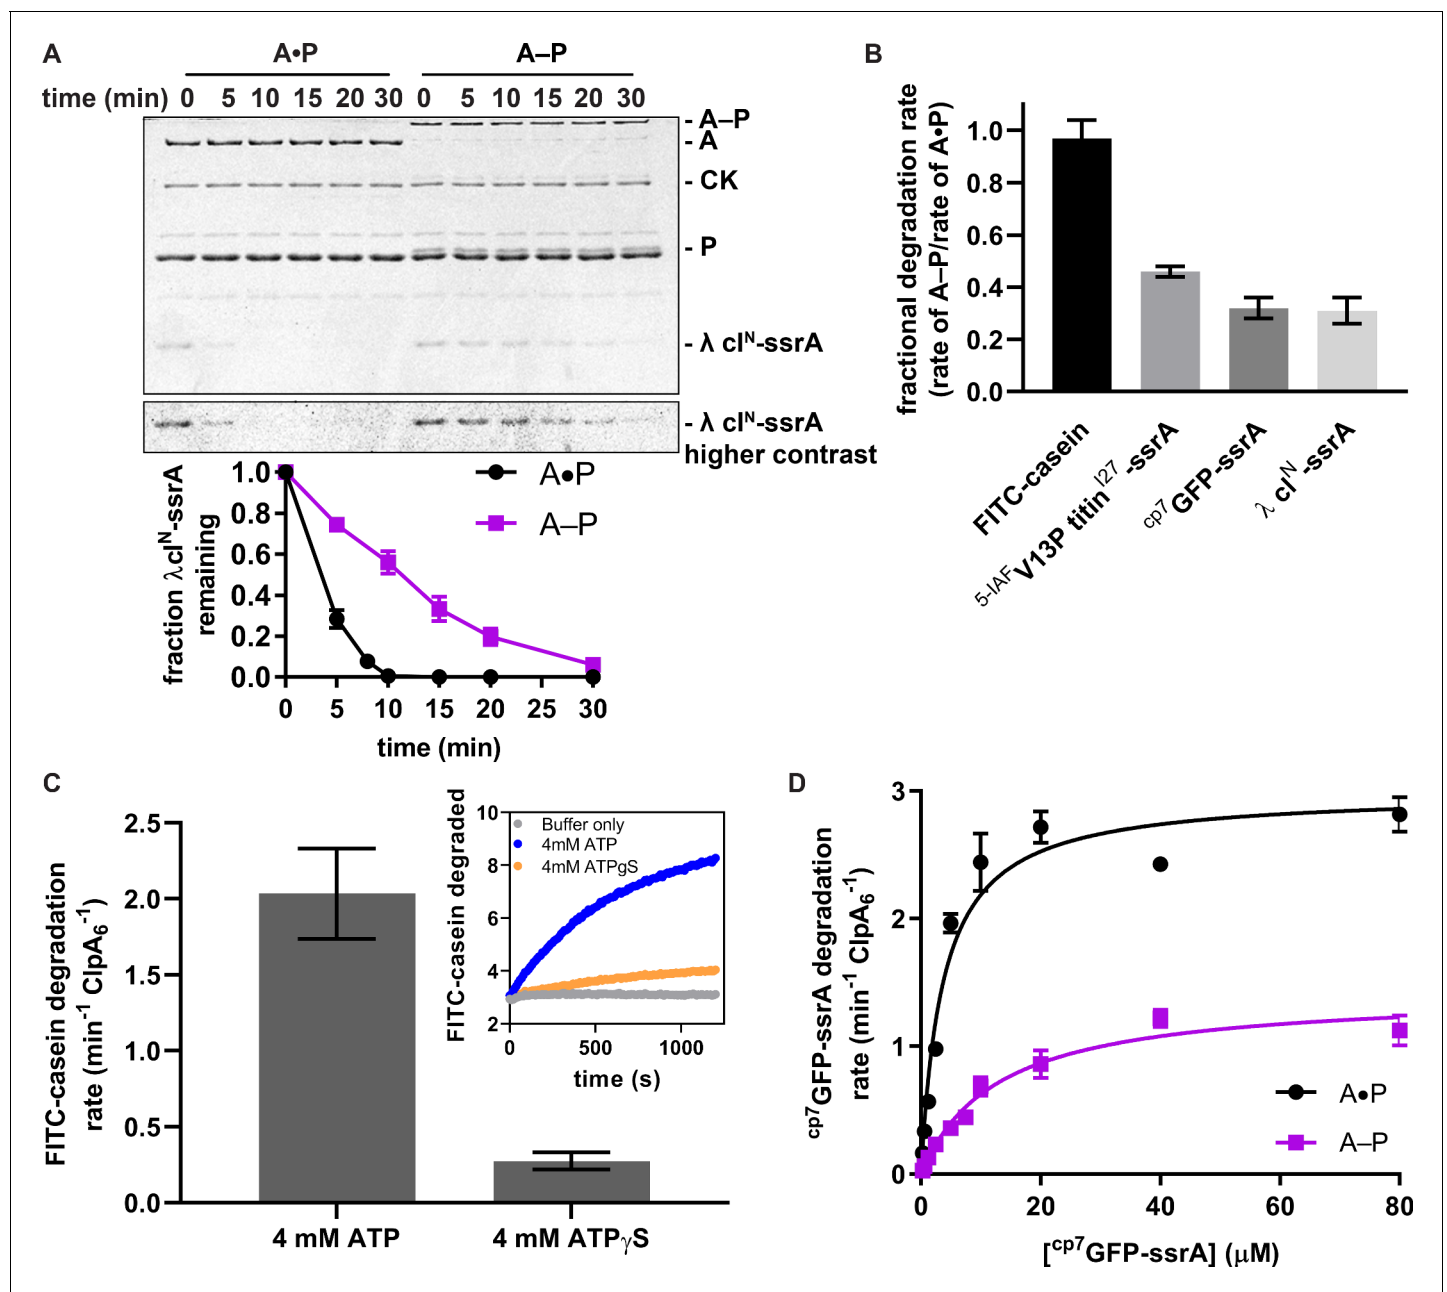 A
A•P A–P
time (min) 0 5 10 15 20 30 0 5 10 15 20 30
- A–P
- A
- CK
- P
- λ cIᴺ-ssrA
- λ cIᴺ-ssrA
higher contrast
fraction λcIᴺ-ssrA
remaining
1.0
0.8
0.6
0.4
0.2
0.0
A•P
A–P
0 5 10 15 20 25 30
time (min)
B
fractional degradation rate
(rate of A–P/rate of A•P)
1.0
0.8
0.6
0.4
0.2
0.0
FITC-casein
5-IAFV13P titinI27-ssrA
cp7GFP-ssrA
λ cIᴺ-ssrA
C
FITC-casein degradation
rate (min⁻¹ ClpA₆⁻¹)
2.5
2.0
1.5
1.0
0.5
0.0
4 mM ATP 4 mM ATPγS
FITC-casein degraded
10
8
6
4
2
Buffer only
4mM ATP
4mM ATPgS
0 500 1000
time (s)
D
cp7GFP-ssrA degradation
rate (min⁻¹ ClpA₆⁻¹)
3
2
1
0
A•P
A–P
0 20 40 60 80
[cp7GFP-ssrA] (μM)